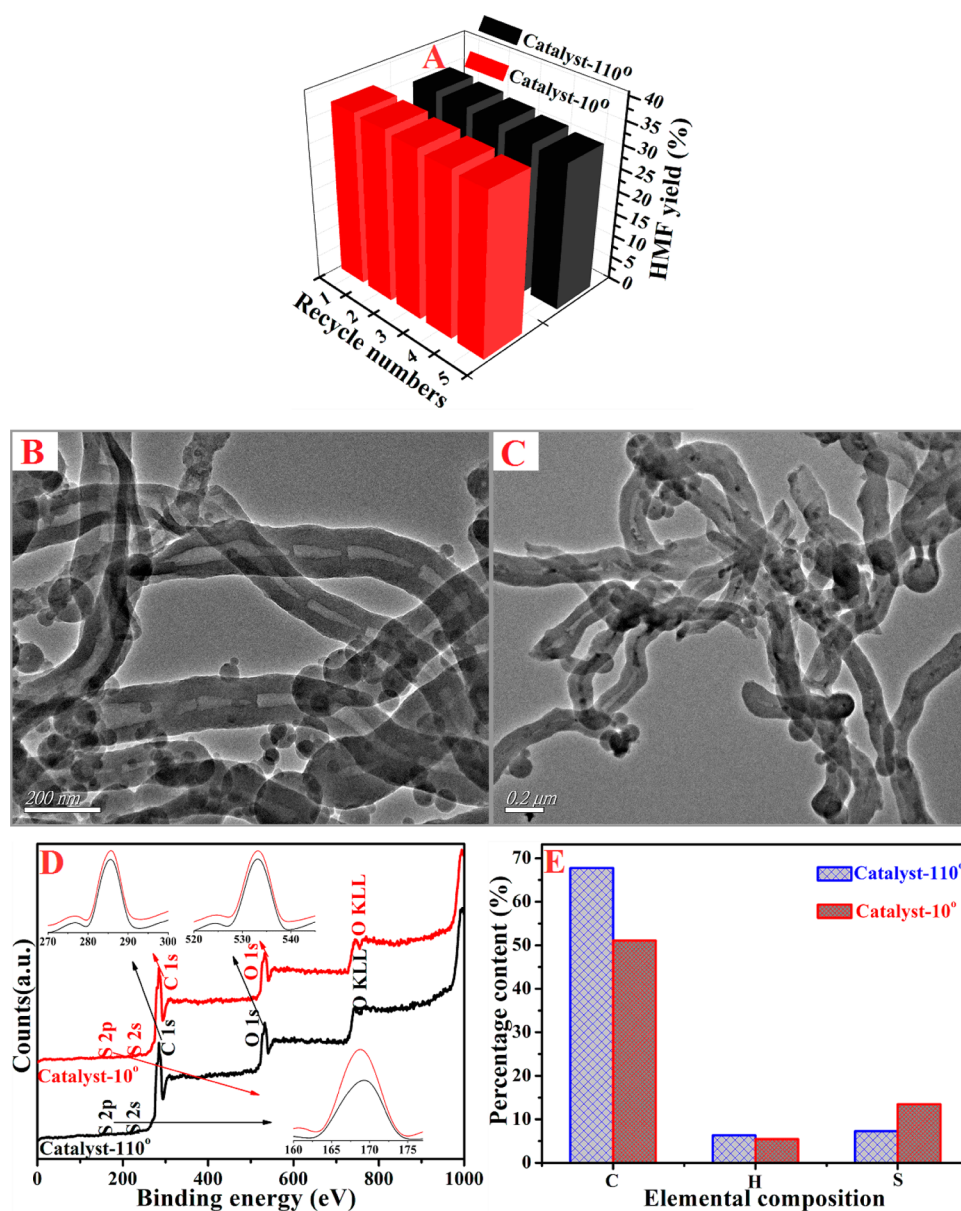 A
Catalyst-110°
Catalyst-10°
40
35
30
25
20
15
10
5
0
HMF yield (%)
1
2
3
4
5
Recycle numbers
B
200 nm
C
0.2 μm
D
270 280 290 300
520 530 540
C 1s
O 1s
O KLL
S 2p
S 2s
Catalyst-10°
C 1s
O 1s
O KLL
S 2p
S 2s
Catalyst-110°
160 165 170 175
0 200 400 600 800 1000
Binding energy (eV)
Counts(a.u.)
E
Catalyst-110°
Catalyst-10°
70
60
50
40
30
20
10
0
Percentage content (%)
C H S
Elemental composition